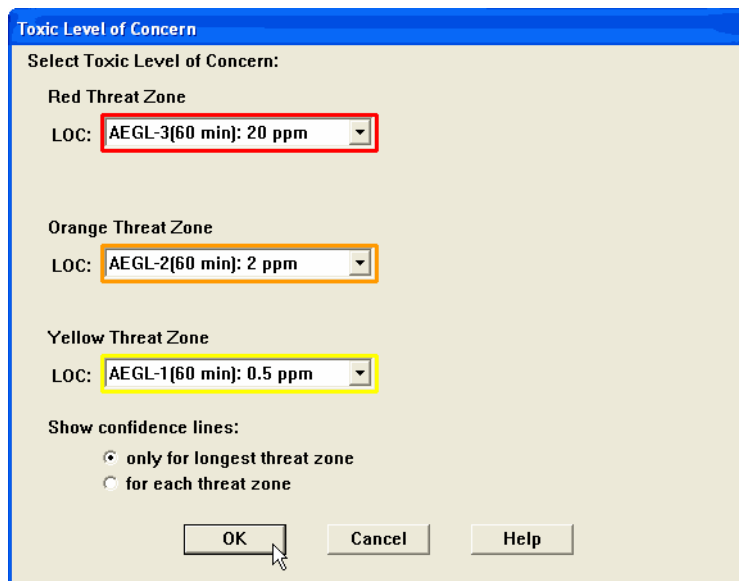 Toxic Level of Concern
Select Toxic Level of Concern:
Red Threat Zone
LOC: AEGL-3(60 min): 20 ppm
Orange Threat Zone
LOC: AEGL-2(60 min): 2 ppm
Yellow Threat Zone
LOC: AEGL-1(60 min): 0.5 ppm
Show confidence lines:
only for longest threat zone
for each threat zone
OK Cancel Help